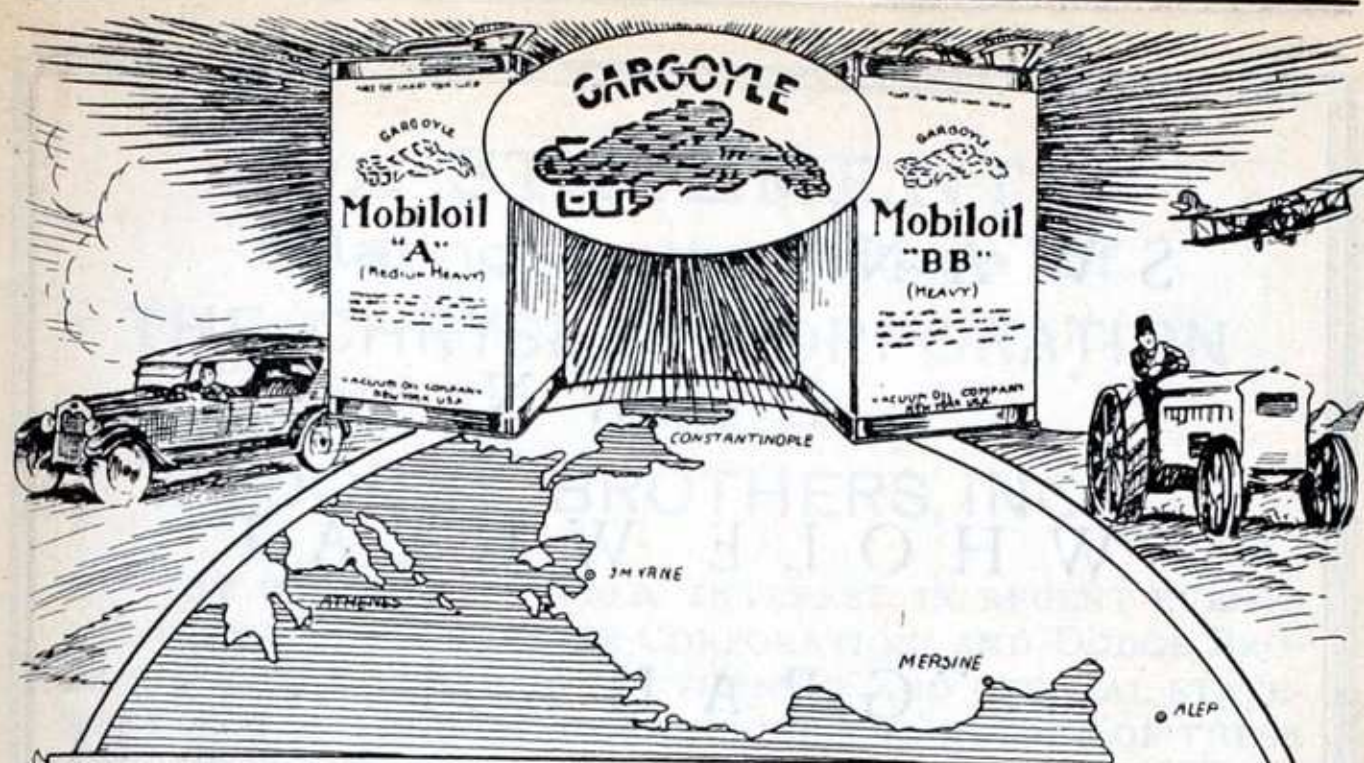 GARGOYLE
GARGOYLE
Mobiloil
"A"
(Medium Heavy)
VACUUM OIL COMPANY
NEW YORK U.S.A
GARGOYLE
Mobiloil
"BB"
(HEAVY)
VACUUM OIL COMPANY
NEW YORK U.S.A
CONSTANTINOPLE
SMYRNE
ATHENES
MERSINE
ALEP